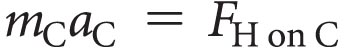 m_C a_C = F_H on C